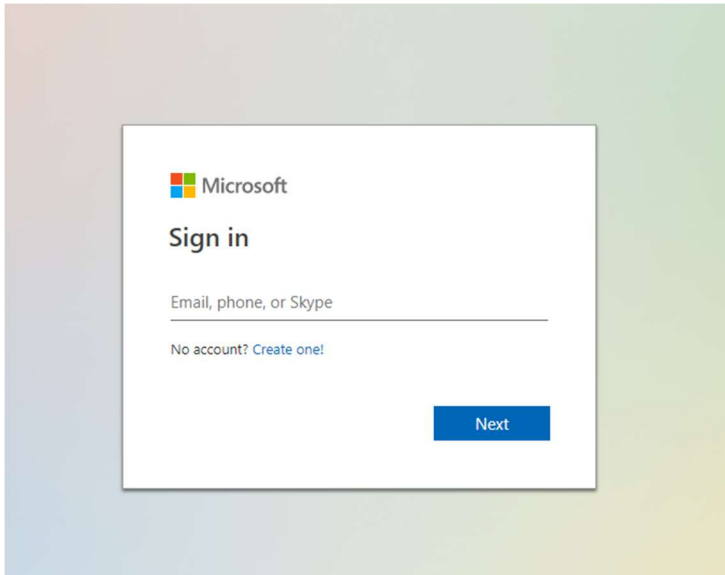 Microsoft
Sign in
Email, phone, or Skype
No account? Create one!
Next